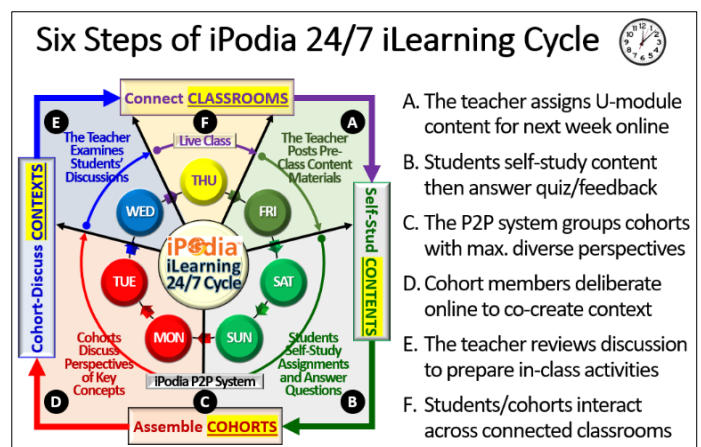 Six Steps of iPodia 24/7 iLearning Cycle
Connect CLASSROOMS
E
F
A
The Teacher
Examines
Students'
Discussions
Live Class
The Teacher
Posts Pre-
Class Content
Materials
THU
WED
FRI
iPodia
iLearning
24/7 Cycle
TUE
SAT
MON
SUN
Cohort-Discuss CONTEXTS
Self-Stud CONTENTS
Cohorts
Discuss
Perspectives
of Key
Concepts
Students
Self-Study
Assignments
and Answer
Questions
iPodia P2P System
D
C
B
Assemble COHORTS
A. The teacher assigns U-module
content for next week online
B. Students self-study content
then answer quiz/feedback
C. The P2P system groups cohorts
with max. diverse perspectives
D. Cohort members deliberate
online to co-create context
E. The teacher reviews discussion
to prepare in-class activities
F. Students/cohorts interact
across connected classrooms